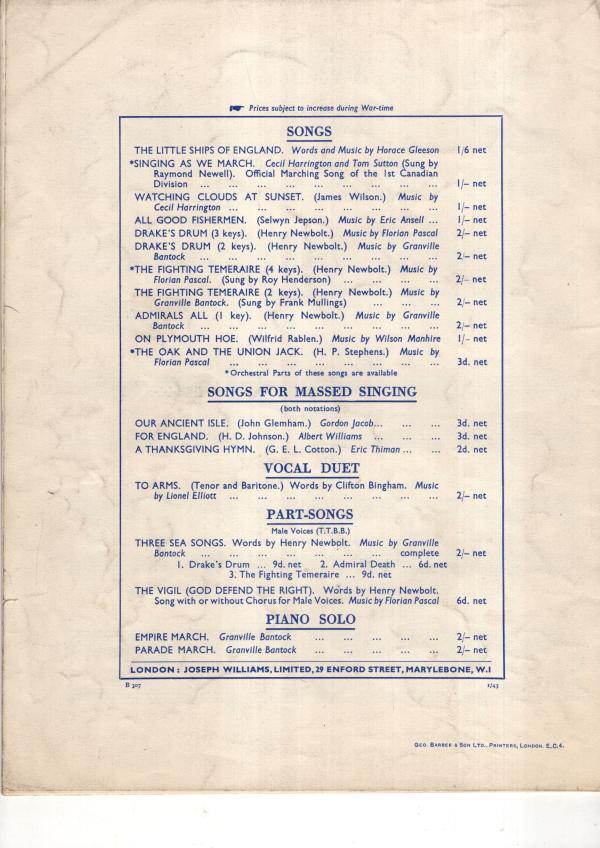 Prices subject to increase during War-time
SONGS
THE LITTLE SHIPS OF ENGLAND. Words and Music by Horace Gleeson 1/6 net
*SINGING AS WE MARCH. Cecil Harrington and Tom Sutton (Sung by
Raymond Newell). Official Marching Song of the 1st Canadian
Division ... ... ... ... ... ... ... ... ... 1/– net
WATCHING CLOUDS AT SUNSET. (James Wilson.) Music by
Cecil Harrington ... ... ... ... ... ... ... ... 1/– net
ALL GOOD FISHERMEN. (Selwyn Jepson.) Music by Eric Ansell ... 1/– net
DRAKE'S DRUM (3 keys). (Henry Newbolt.) Music by Florian Pascal 2/– net
DRAKE'S DRUM (2 keys). (Henry Newbolt.) Music by Granville
Bantock ... ... ... ... ... ... ... ... ... 2/– net
*THE FIGHTING TEMERAIRE (4 keys). (Henry Newbolt.) Music by
Florian Pascal. (Sung by Roy Henderson) ... ... ... ... 2/– net
THE FIGHTING TEMERAIRE (2 keys). (Henry Newbolt.) Music by
Granville Bantock. (Sung by Frank Mullings) ... ... ... 2/– net
ADMIRALS ALL (1 key). (Henry Newbolt.) Music by Granville
Bantock ... ... ... ... ... ... ... ... ... 2/– net
ON PLYMOUTH HOE. (Wilfrid Rablen.) Music by Wilson Manhire 1/– net
*THE OAK AND THE UNION JACK. (H. P. Stephens.) Music by
Florian Pascal ... ... ... ... ... ... ... ... 3d. net
*Orchestral Parts of these songs are available
SONGS FOR MASSED SINGING
(both notations)
OUR ANCIENT ISLE. (John Glemham.) Gordon Jacob... ... ... 3d. net
FOR ENGLAND. (H. D. Johnson.) Albert Williams ... ... ... 3d. net
A THANKSGIVING HYMN. (G. E. L. Cotton.) Eric Thiman ... ... 2d. net
VOCAL DUET
TO ARMS. (Tenor and Baritone.) Words by Clifton Bingham. Music
by Lionel Elliott ... ... ... ... ... ... ... ... 2/– net
PART-SONGS
Male Voices (T.T.B.B.)
THREE SEA SONGS. Words by Henry Newbolt. Music by Granville
Bantock ... ... ... ... ... ... ... complete 2/– net
1. Drake's Drum ... 9d. net 2. Admiral Death ... 6d. net
3. The Fighting Temeraire ... 9d. net
THE VIGIL (GOD DEFEND THE RIGHT). Words by Henry Newbolt.
Song with or without Chorus for Male Voices. Music by Florian Pascal 6d. net
PIANO SOLO
EMPIRE MARCH. Granville Bantock ... ... ... ... ... 2/– net
PARADE MARCH. Granville Bantock ... ... ... ... ... 2/– net
LONDON: JOSEPH WILLIAMS, LIMITED, 29 ENFORD STREET, MARYLEBONE, W.1
B 307 1/43
GEO. BARBER & SON LTD., PRINTERS, LONDON. E.C.4.